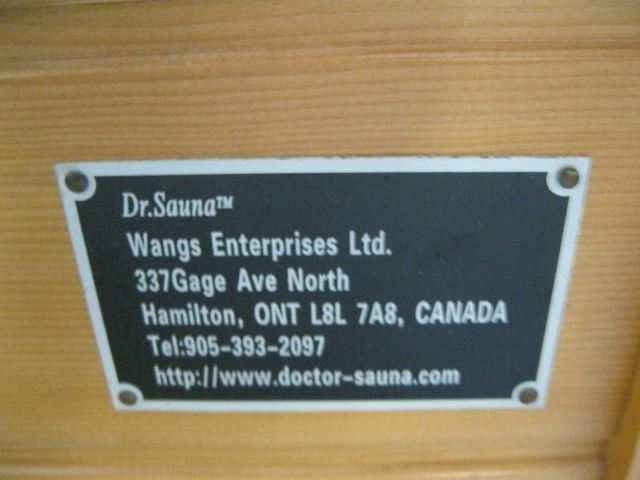 Dr.Sauna™
Wangs Enterprises Ltd.
337Gage Ave North
Hamilton, ONT L8L 7A8, CANADA
Tel:905-393-2097
http://www.doctor-sauna.com